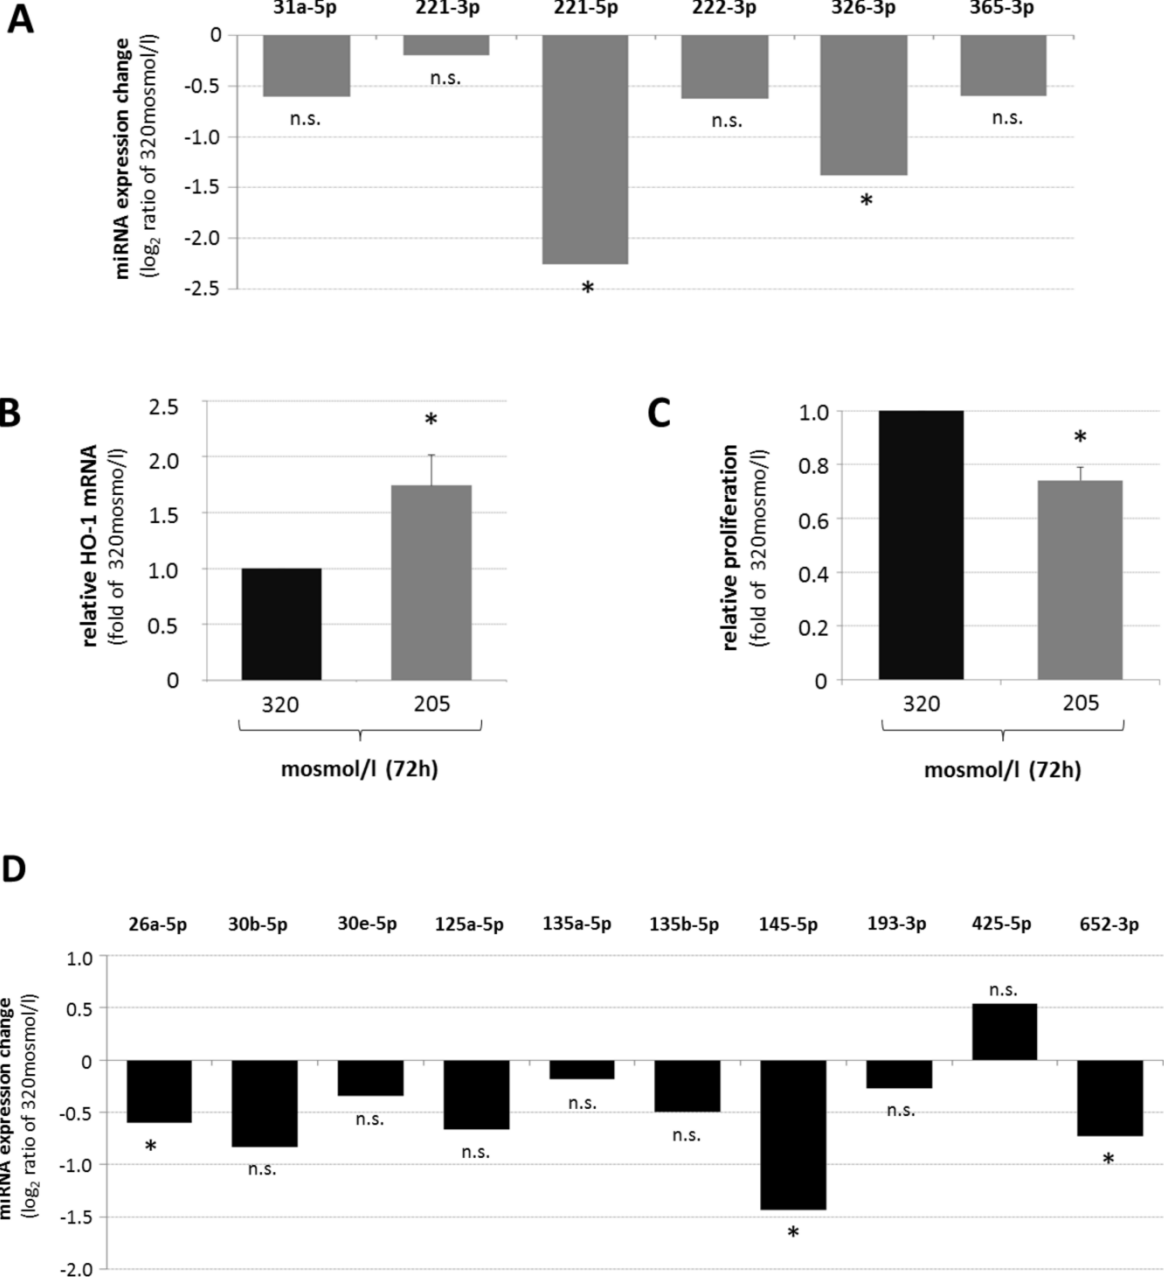 A
31a-5p 221-3p 221-5p 222-3p 326-3p 365-3p
miRNA expression change
(log2 ratio of 320mosmol/l)
0
-0.5
-1.0
-1.5
-2.0
-2.5
n.s. n.s. * n.s. * n.s.
B
relative HO-1 mRNA
(fold of 320mosmo/l)
2.5
2.0
1.5
1.0
0.5
0
*
320 205
mosmol/l (72h)
C
relative proliferation
(fold of 320mosmo/l)
1.0
0.8
0.6
0.4
0.2
0
*
320 205
mosmol/l (72h)
D
26a-5p 30b-5p 30e-5p 125a-5p 135a-5p 135b-5p 145-5p 193-3p 425-5p 652-3p
miRNA expression change
(log2 ratio of 320mosmol/l)
1.0
0.5
0
-0.5
-1.0
-1.5
-2.0
* n.s. n.s. n.s. n.s. n.s. * n.s. n.s. *